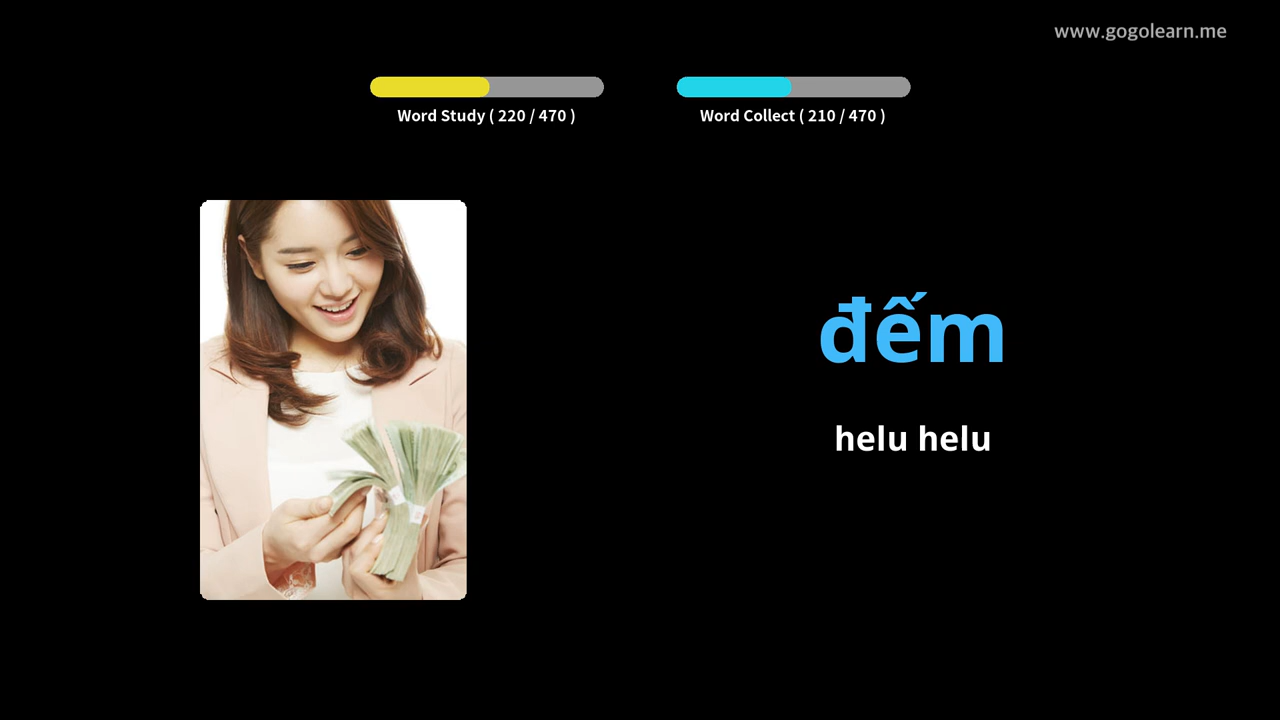 www.gogolearn.me
Word Study ( 220 / 470 )
Word Collect ( 210 / 470 )
đếm
helu helu